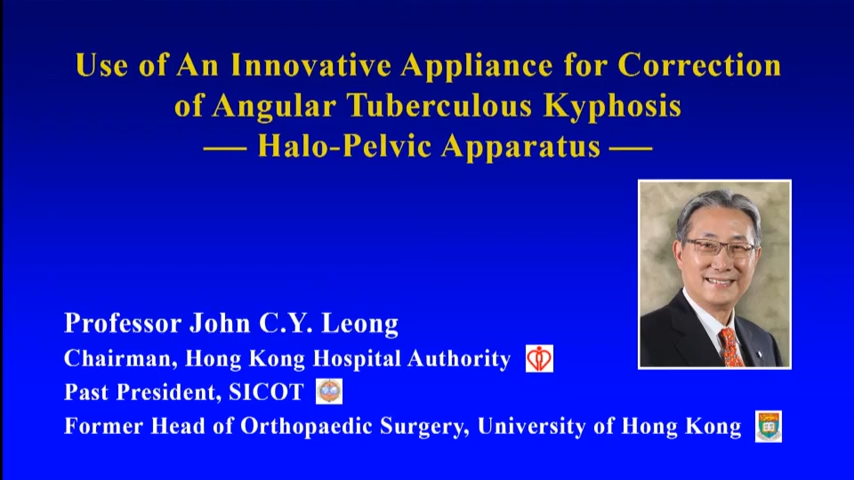 Use of An Innovative Appliance for Correction
of Angular Tuberculous Kyphosis
— Halo-Pelvic Apparatus —
Professor John C.Y. Leong
Chairman, Hong Kong Hospital Authority
Past President, SICOT
Former Head of Orthopaedic Surgery, University of Hong Kong